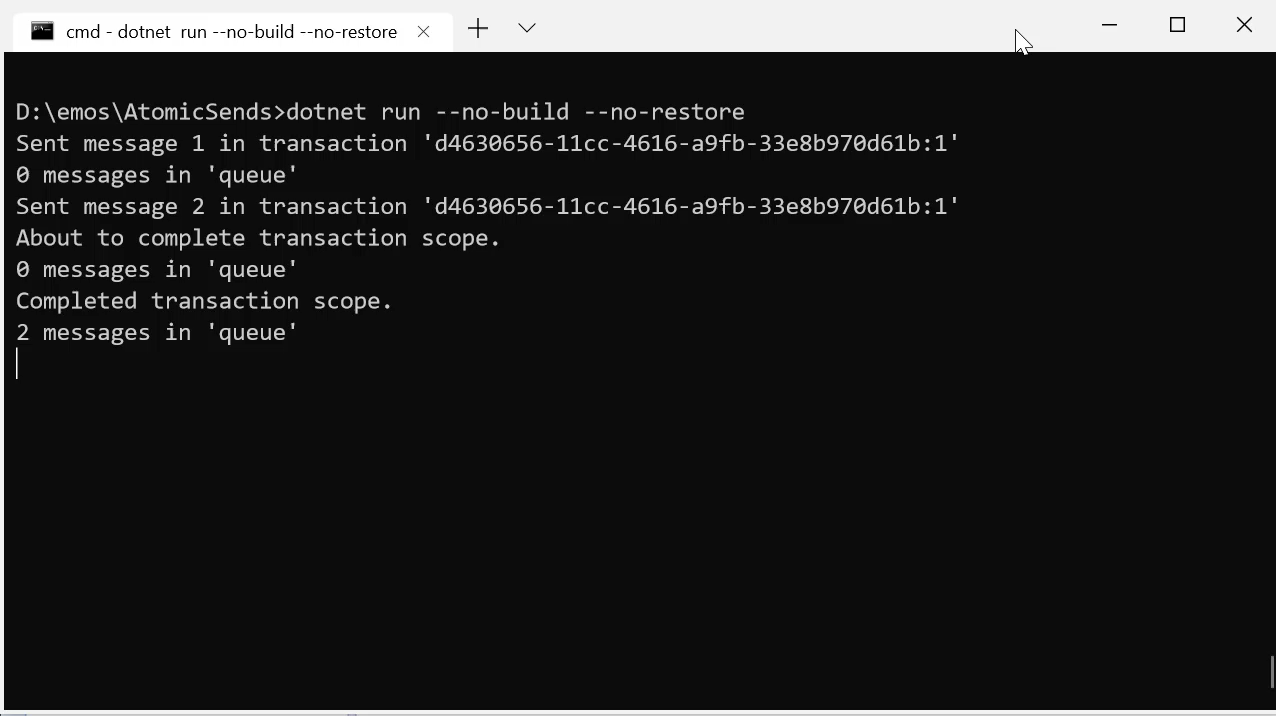 cmd - dotnet  run --no-build --no-restore
D:\emos\AtomicSends>dotnet run --no-build --no-restore
Sent message 1 in transaction 'd4630656-11cc-4616-a9fb-33e8b970d61b:1'
0 messages in 'queue'
Sent message 2 in transaction 'd4630656-11cc-4616-a9fb-33e8b970d61b:1'
About to complete transaction scope.
0 messages in 'queue'
Completed transaction scope.
2 messages in 'queue'